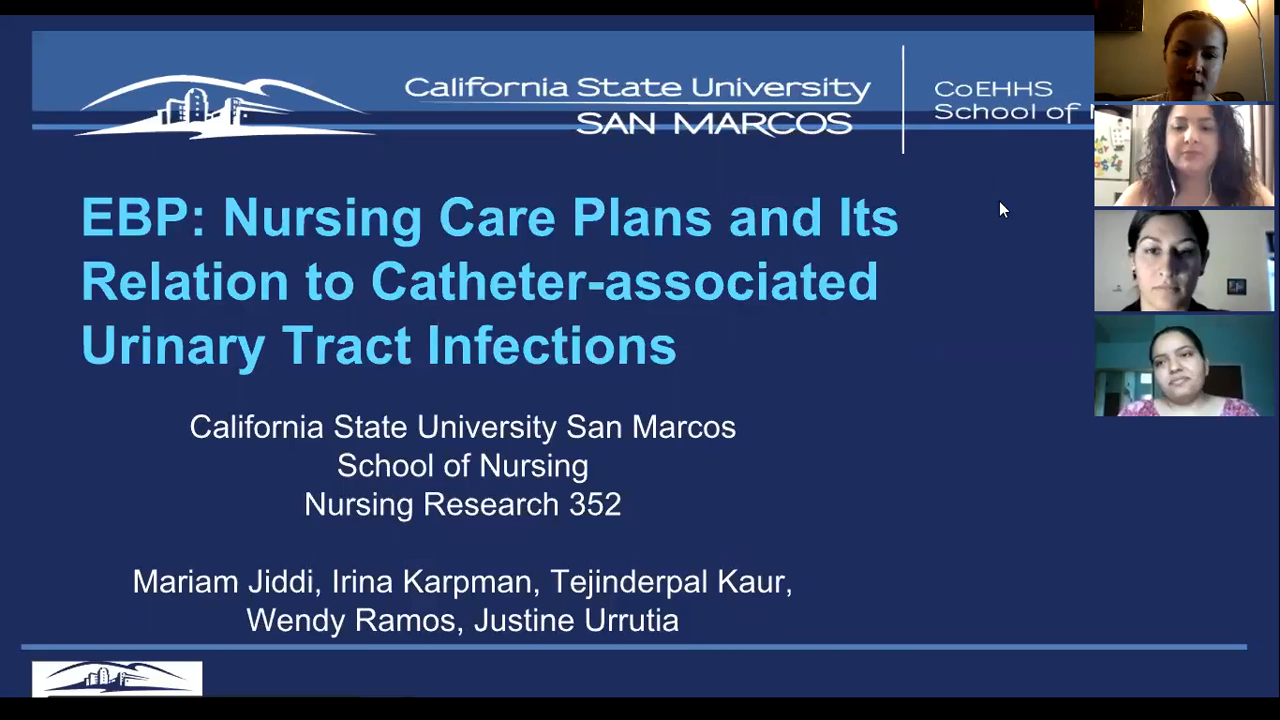 California State University
SAN MARCOS
CoEHHS
School of
EBP: Nursing Care Plans and Its
Relation to Catheter-associated
Urinary Tract Infections
California State University San Marcos
School of Nursing
Nursing Research 352
Mariam Jiddi, Irina Karpman, Tejinderpal Kaur,
Wendy Ramos, Justine Urrutia